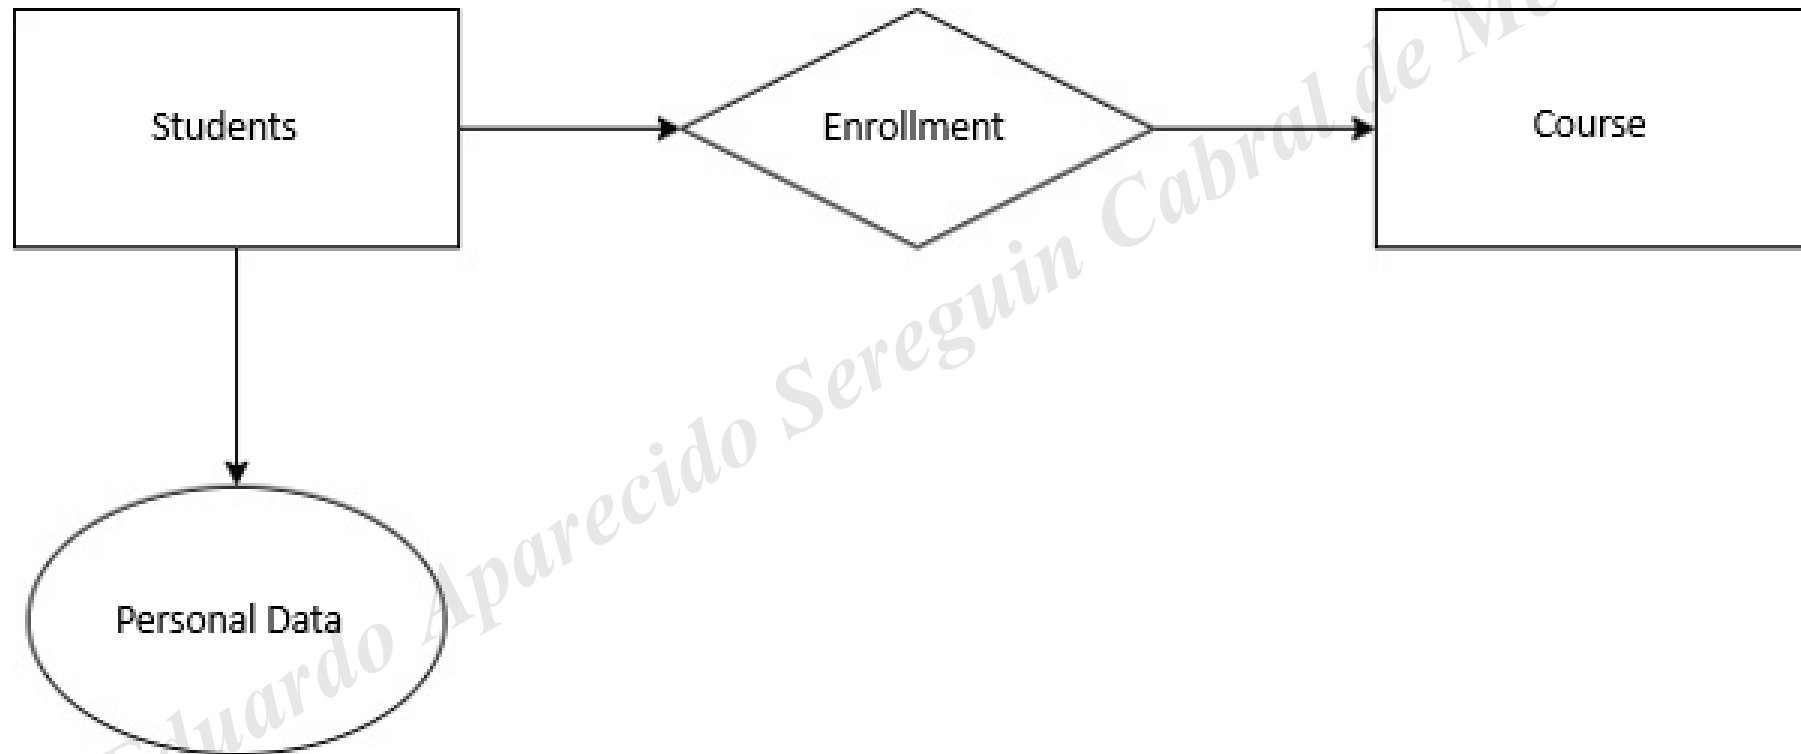 Students
Enrollment
Course
Personal Data
Eduardo Aparecido Sereguin Cabral de